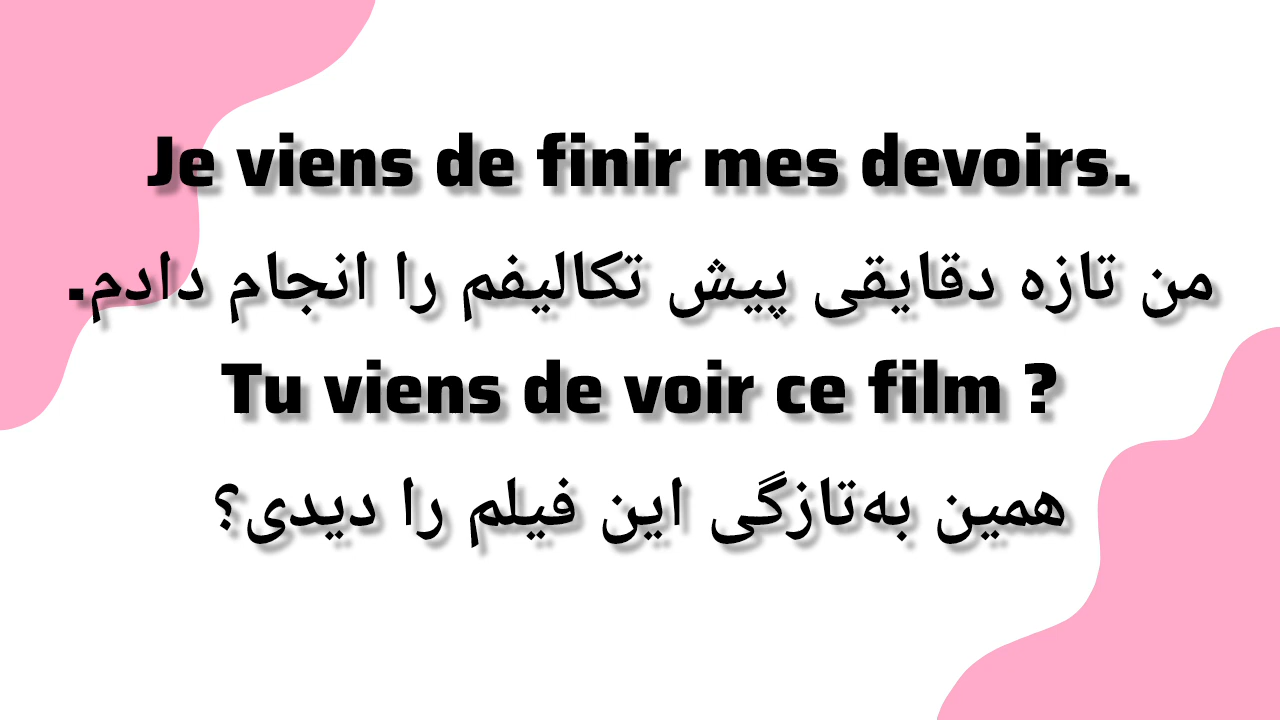 Je viens de finir mes devoirs.
من تازه دقایقی پیش تکالیفم را انجام دادم.
Tu viens de voir ce film ?
همین به‌تازگی این فیلم را دیدی؟